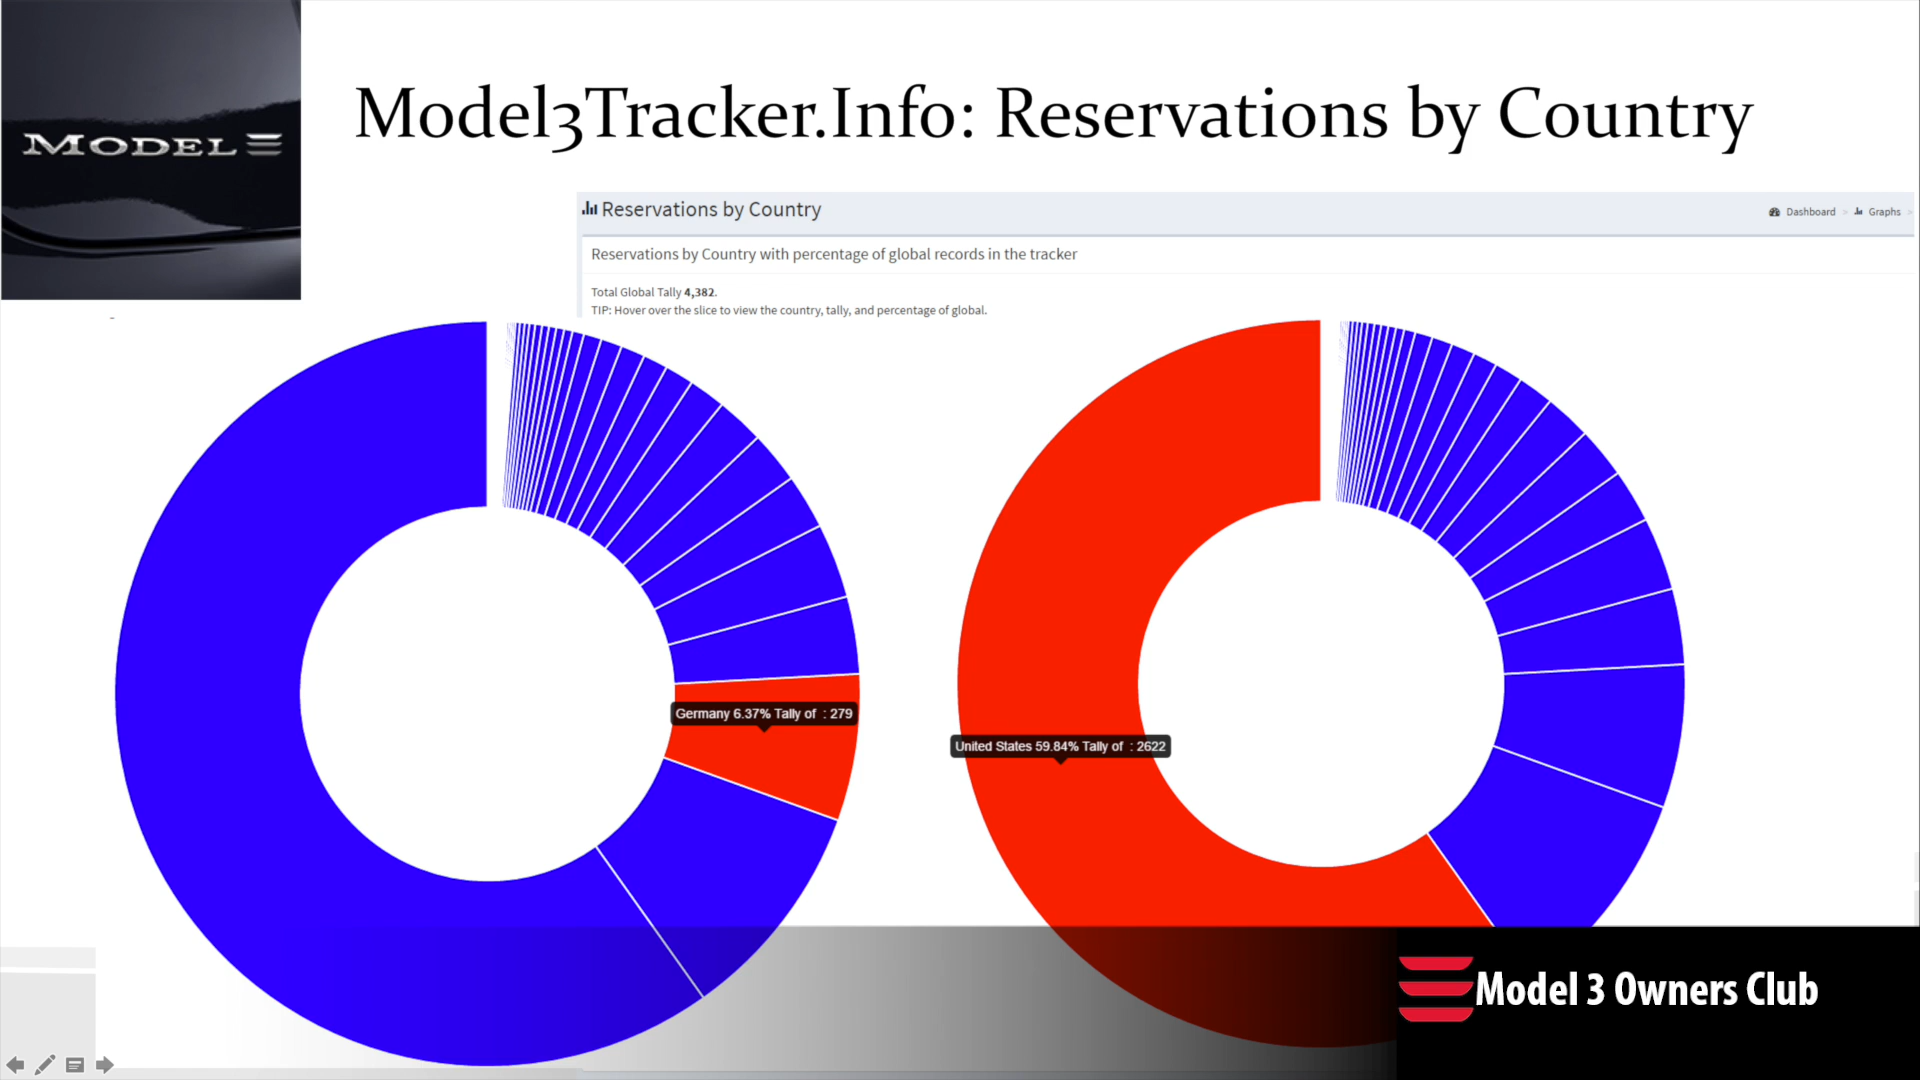 MODEL
Model3Tracker.Info: Reservations by Country
Reservations by Country
Dashboard > Graphs >
Reservations by Country with percentage of global records in the tracker
Total Global Tally 4,382.
TIP: Hover over the slice to view the country, tally, and percentage of global.
Germany 6.37% Tally of : 279
United States 59.84% Tally of : 2622
Model 3 Owners Club